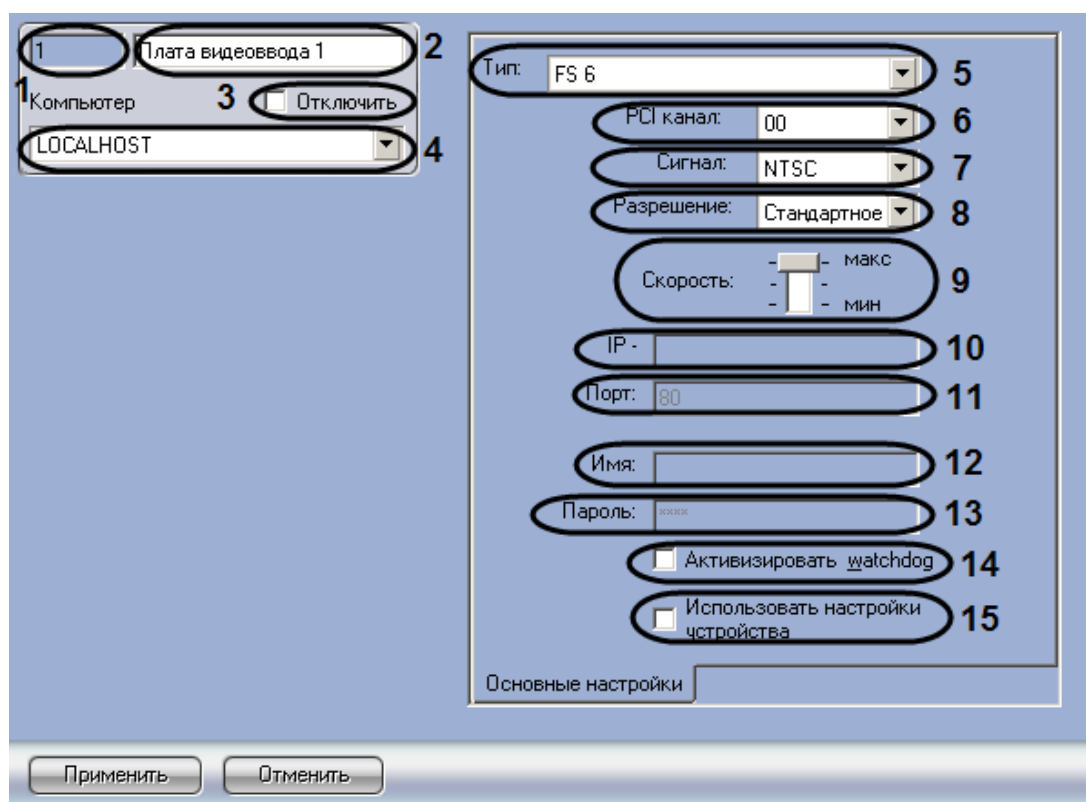 1 Плата видеоввода 1 2
1
Компьютер 3 Отключить
LOCALHOST 4
Тип: FS 6 5
PCI канал: 00 6
Сигнал: NTSC 7
Разрешение: Стандартное 8
Скорость: макс мин 9
IP - 10
Порт: 80 11
Имя: 12
Пароль: **** 13
Активизировать watchdog 14
Использовать настройки
устройства 15
Основные настройки
Применить Отменить